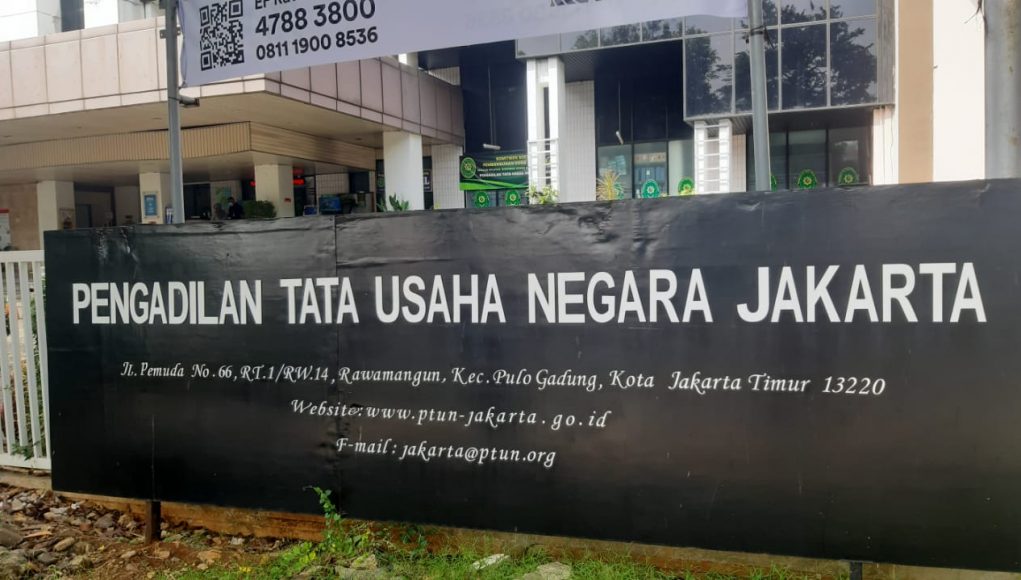 4788 3800
0811 1900 8536
PENGADILAN TATA USAHA NEGARA JAKARTA
Jl. Pemuda No. 66, RT.1/RW.14, Rawamangun, Kec. Pulo Gadung, Kota Jakarta Timur 13220
Website: www.ptun-jakarta.go.id
E-mail : jakarta@ptun.org